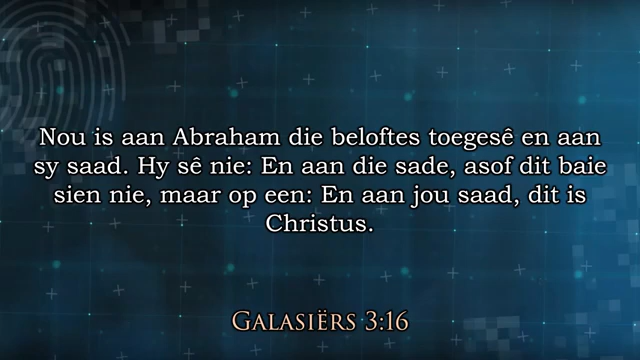 Nou is aan Abraham die beloftes toegesê en aan
sy saad. Hy sê nie: En aan die sade, asof dit baie
sien nie, maar op een: En aan jou saad, dit is
Christus.
Galasiërs 3:16